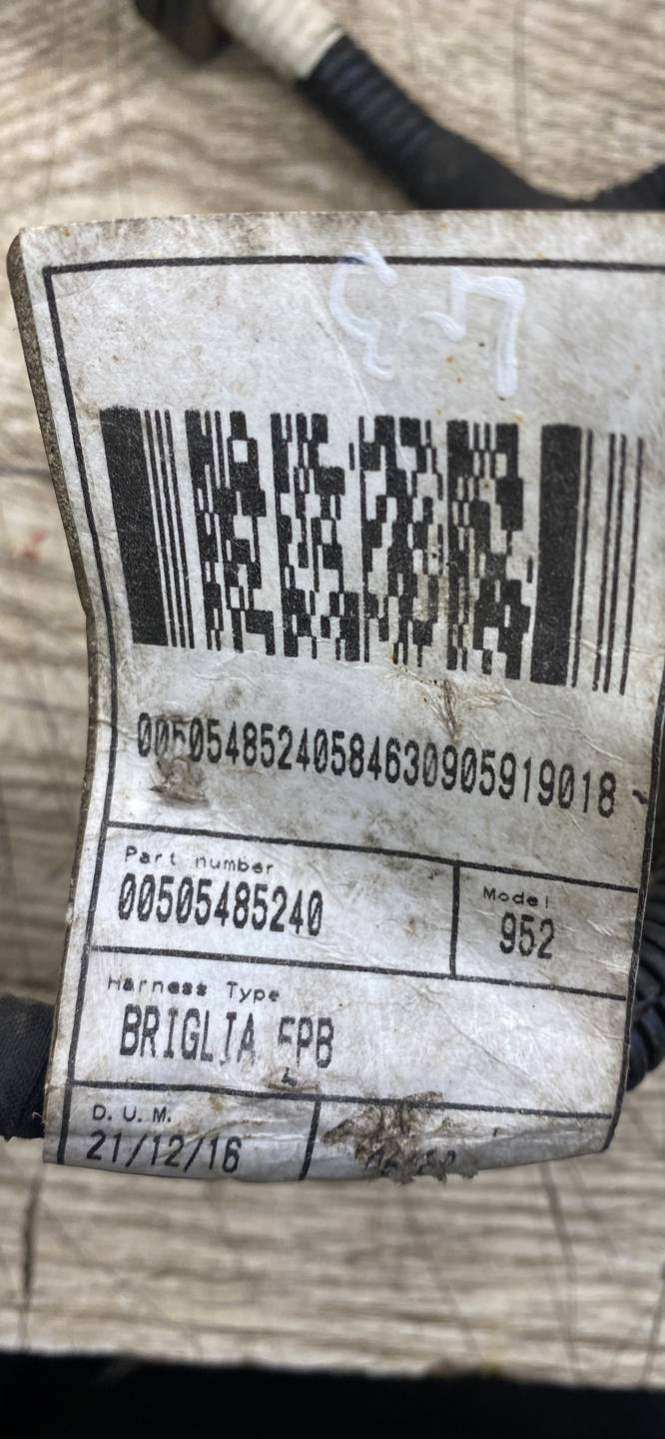 00505485240584630905919018
Part number
00505485240
Model
952
Harness Type
BRIGLIA EPB
D. U. M.
21/12/16